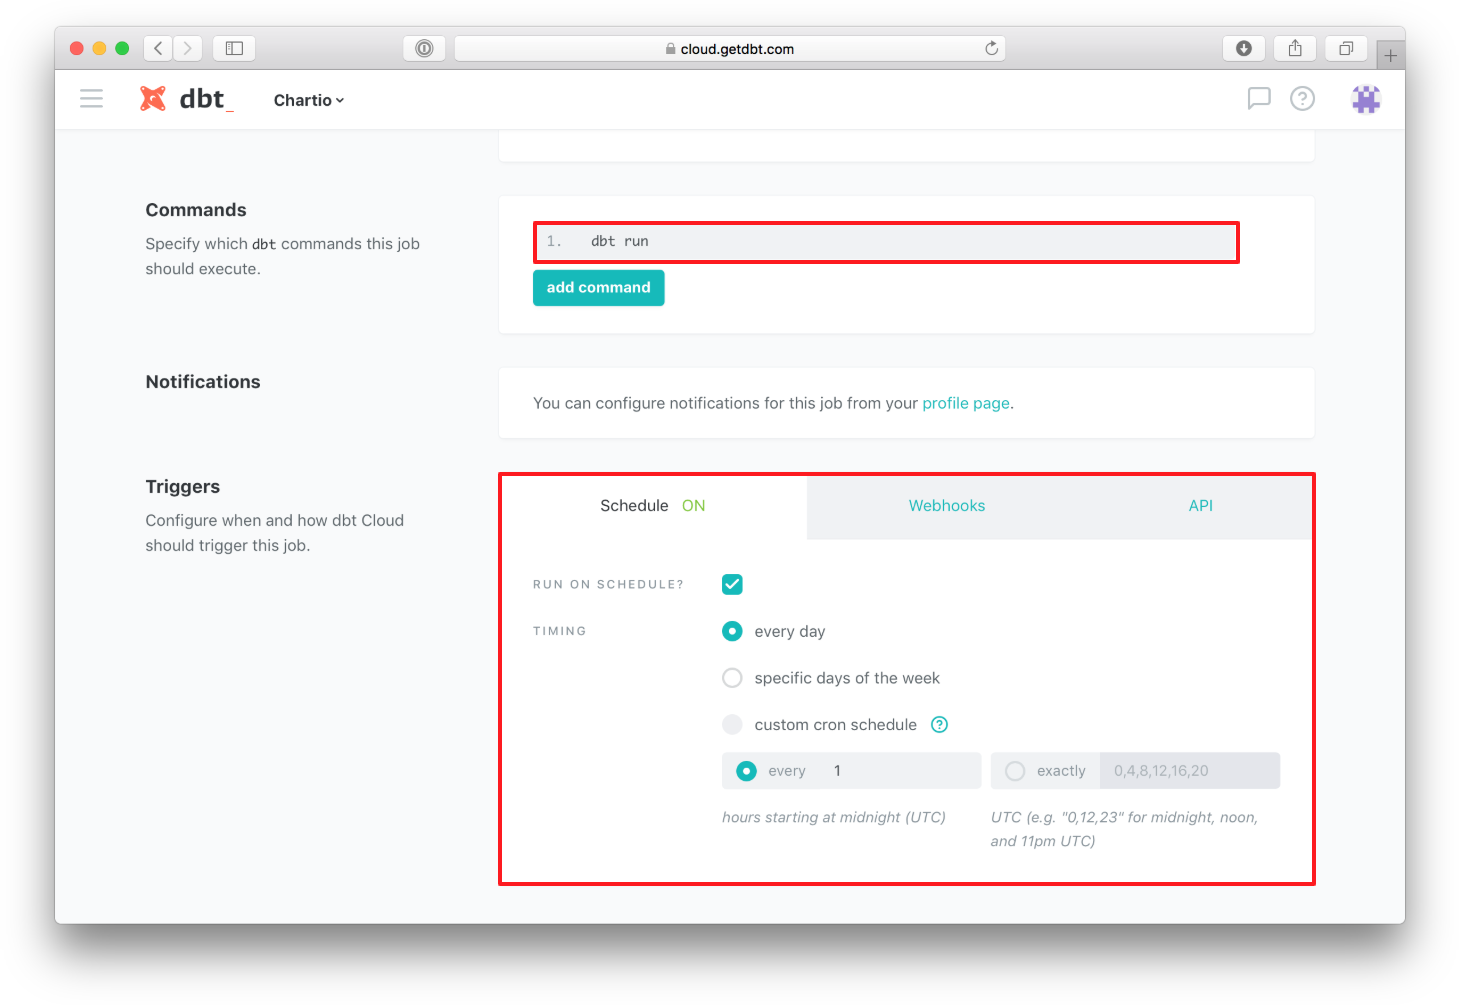 cloud.getdbt.com
dbt_ Chartio
Commands
Specify which dbt commands this job
should execute.
1. dbt run
add command
Notifications
You can configure notifications for this job from your profile page.
Triggers
Configure when and how dbt Cloud
should trigger this job.
Schedule ON Webhooks API
RUN ON SCHEDULE?
TIMING
every day
specific days of the week
custom cron schedule ?
every 1
exactly 0,4,8,12,16,20
hours starting at midnight (UTC)
UTC (e.g. "0,12,23" for midnight, noon,
and 11pm UTC)